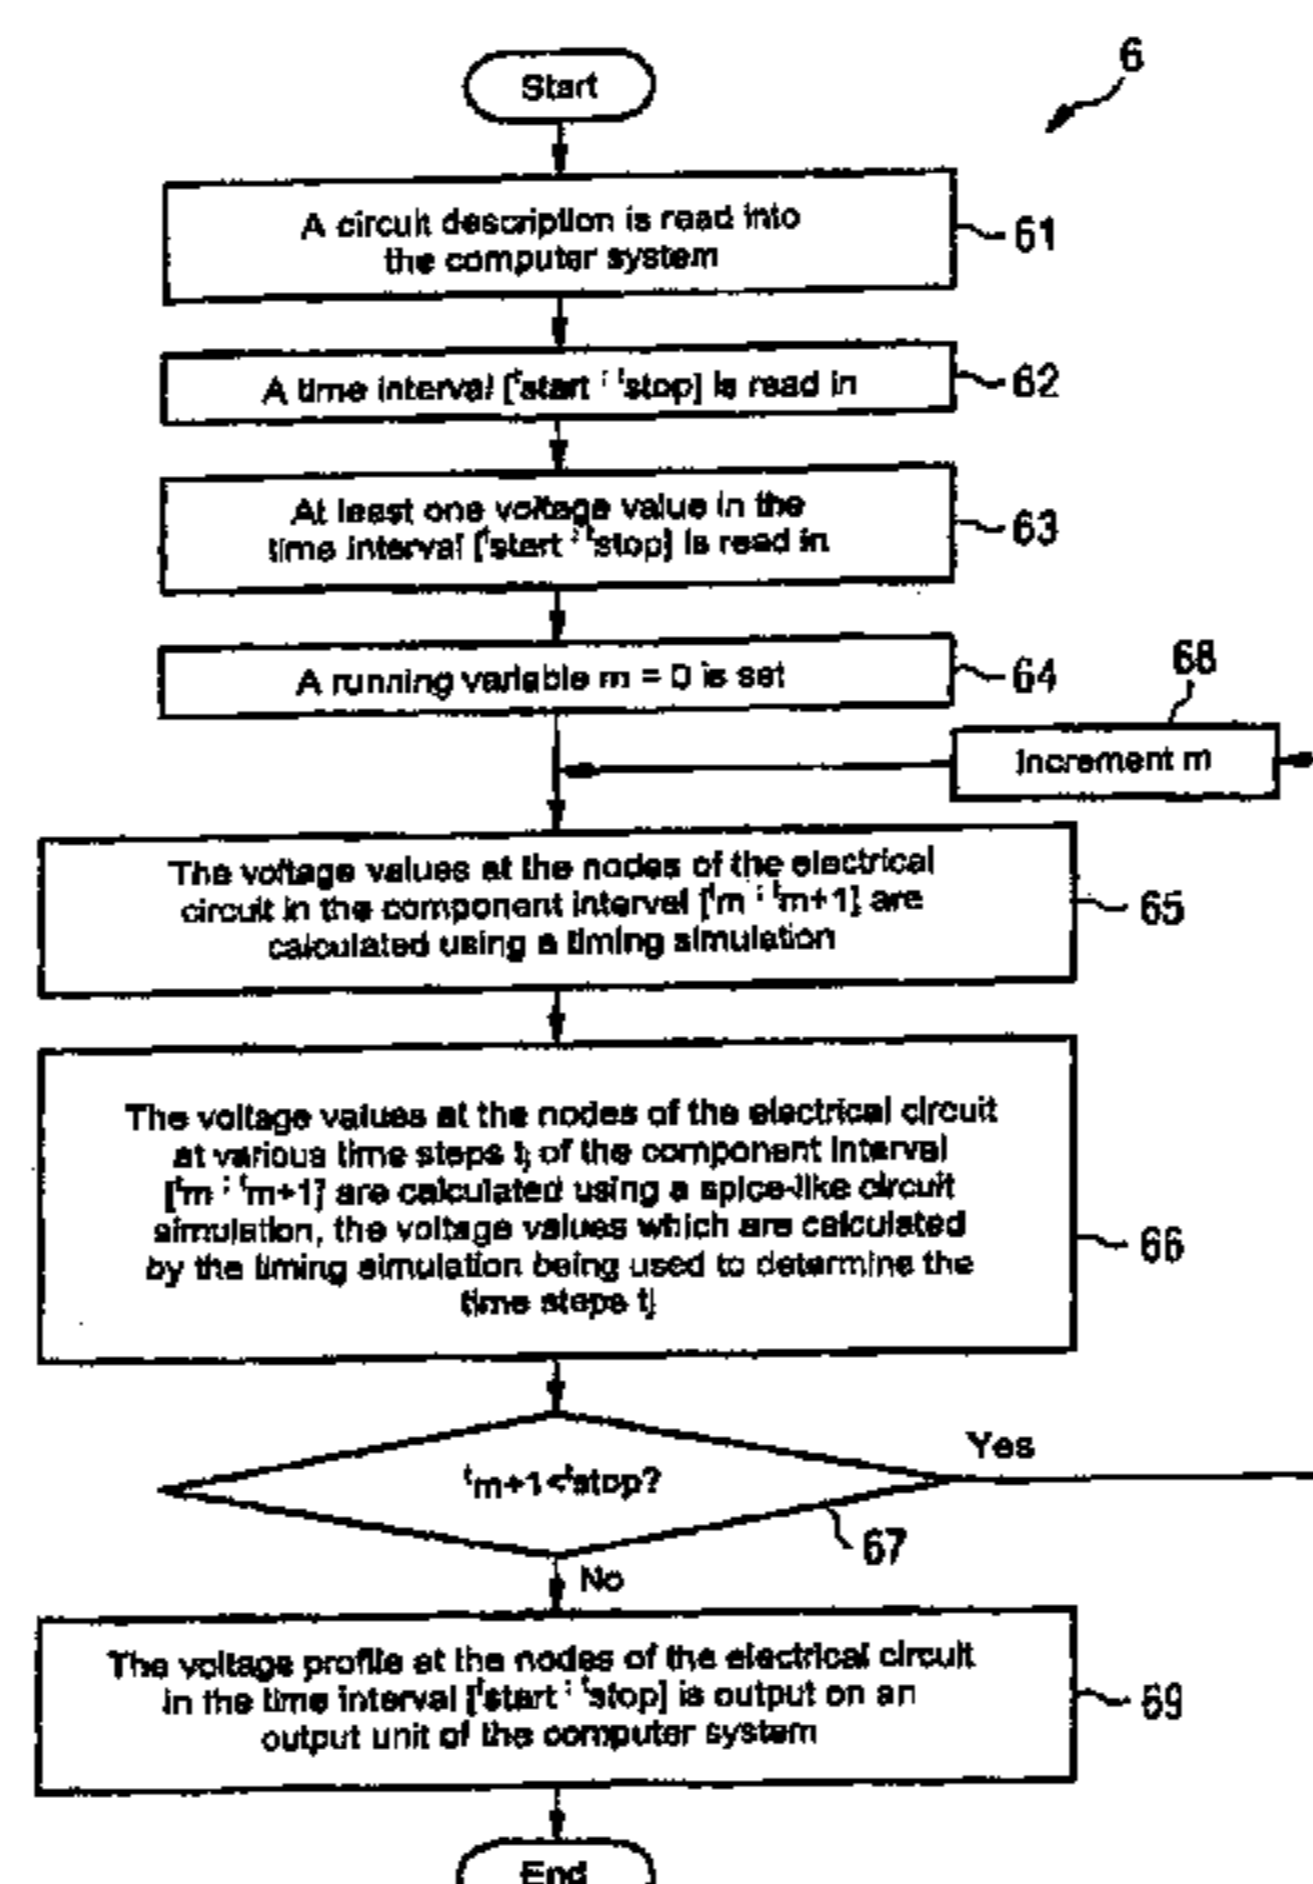 Start
6
A circuit description is read into
the computer system
61
A time interval [tstart ; tstop] is read in
62
At least one voltage value in the
time interval [tstart ; tstop] is read in
63
A running variable m = 0 is set
64
68
Increment m
The voltage values at the nodes of the electrical
circuit in the component interval [tm ; tm+1] are
calculated using a timing simulation
65
The voltage values at the nodes of the electrical circuit
at various time steps tj of the component interval
[tm ; tm+1] are calculated using a spice-like circuit
simulation, the voltage values which are calculated
by the timing simulation being used to determine the
time steps tj
66
tm+1<tstop?
Yes
67
No
The voltage profile at the nodes of the electrical circuit
in the time interval [tstart ; tstop] is output on an
output unit of the computer system
69
End